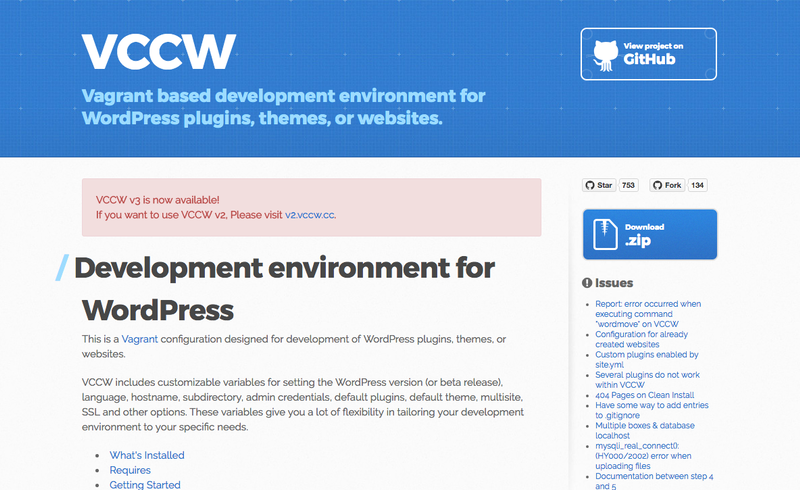 VCCW
Vagrant based development environment for
WordPress plugins, themes, or websites.
View project on
GitHub
VCCW v3 is now available!
If you want to use VCCW v2, Please visit v2.vccw.cc.
/ Development environment for
WordPress
This is a Vagrant configuration designed for development of WordPress plugins, themes, or
websites.
VCCW includes customizable variables for setting the WordPress version (or beta release),
language, hostname, subdirectory, admin credentials, default plugins, default theme, multisite,
SSL and other options. These variables give you a lot of flexibility in tailoring your development
environment to your specific needs.
• What's Installed
• Requires
• Getting Started
Star 753 Fork 134
Download
.zip
Issues
• Report: error occurred when
executing command
"wordmove" on VCCW
• Configuration for already
created websites
• Custom plugins enabled by
site.yml
• Several plugins do not work
within VCCW
• 404 Pages on Clean Install
• Have some way to add entries
to .gitignore
• Multiple boxes & database
localhost
• mysqli_real_connect():
(HY000/2002) error when
uploading files
• Documentation between step 4
and 5